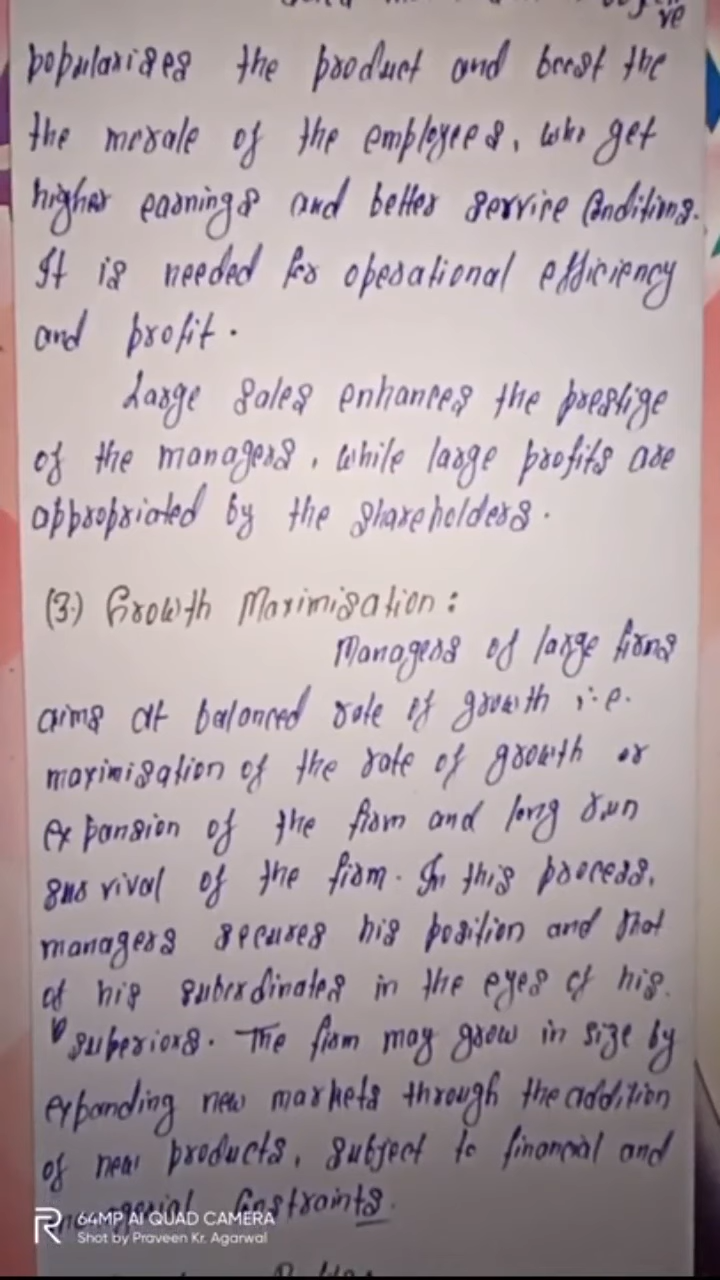 ve
popularises the product and boost the
the morale of the employees, who get
higher earnings and better service Conditions.
It is needed for operational efficiency
and profit.
Large sales enhances the prestige
of the managers, while large profits are
appropriated by the shareholders.
(3.) Growth Maximisation :
Managers of large firms
aims at balanced rate of growth i.e.
maximisation of the rate of growth or
expansion of the firm and long run
survival of the firm. In this process,
managers secures his position and that
of his subordinates in the eyes of his
superiors. The firm may grow in size by
expanding new markets through the addition
of new products, subject to financial and
managerial Constraints.
64MP AI QUAD CAMERA
Shot by Praveen Kr. Agarwal